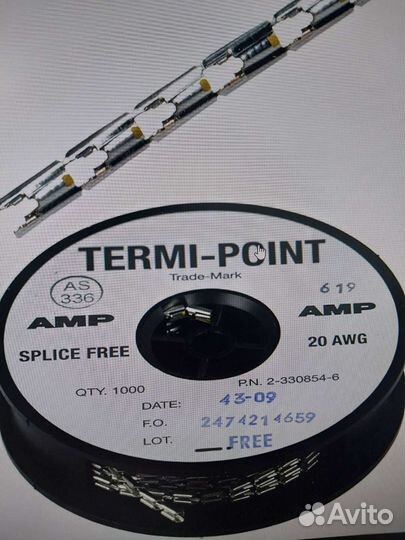 TERMI-POINT
Trade-Mark
AS
336
619
AMP
AMP
SPLICE FREE
20 AWG
QTY. 1000
P.N. 2-330854-6
DATE: 43-09
F.O. 2474214659
LOT. FREE
Avito